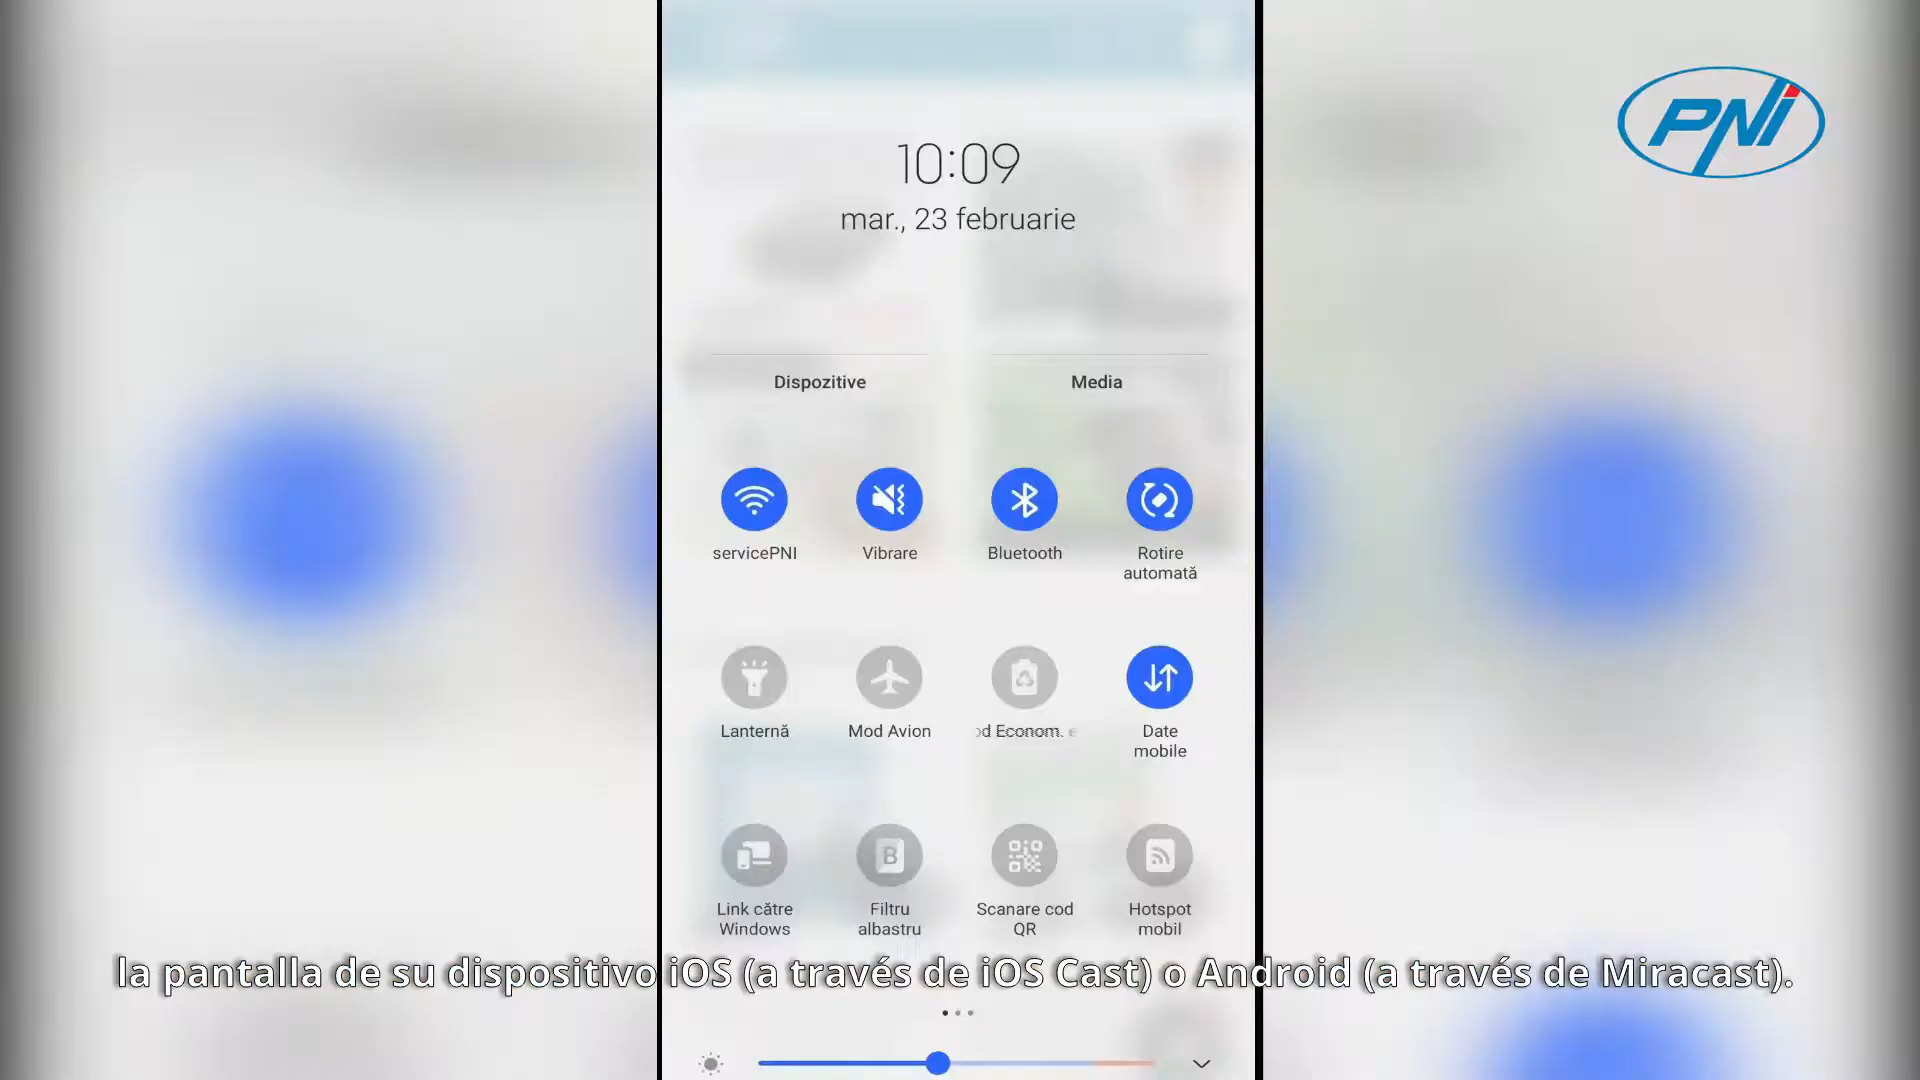 PNI
10:09
mar., 23 februarie
Dispozitive
Media
servicePNI
Vibrare
Bluetooth
Rotire
automată
Lanternă
Mod Avion
Econom.
Date
mobile
Link către
Windows
B
Filtru
albastru
Scanare cod
QR
Hotspot
mobil
la pantalla de su dispositivo iOS (a través de iOS Cast) o Android (a través de Miracast).